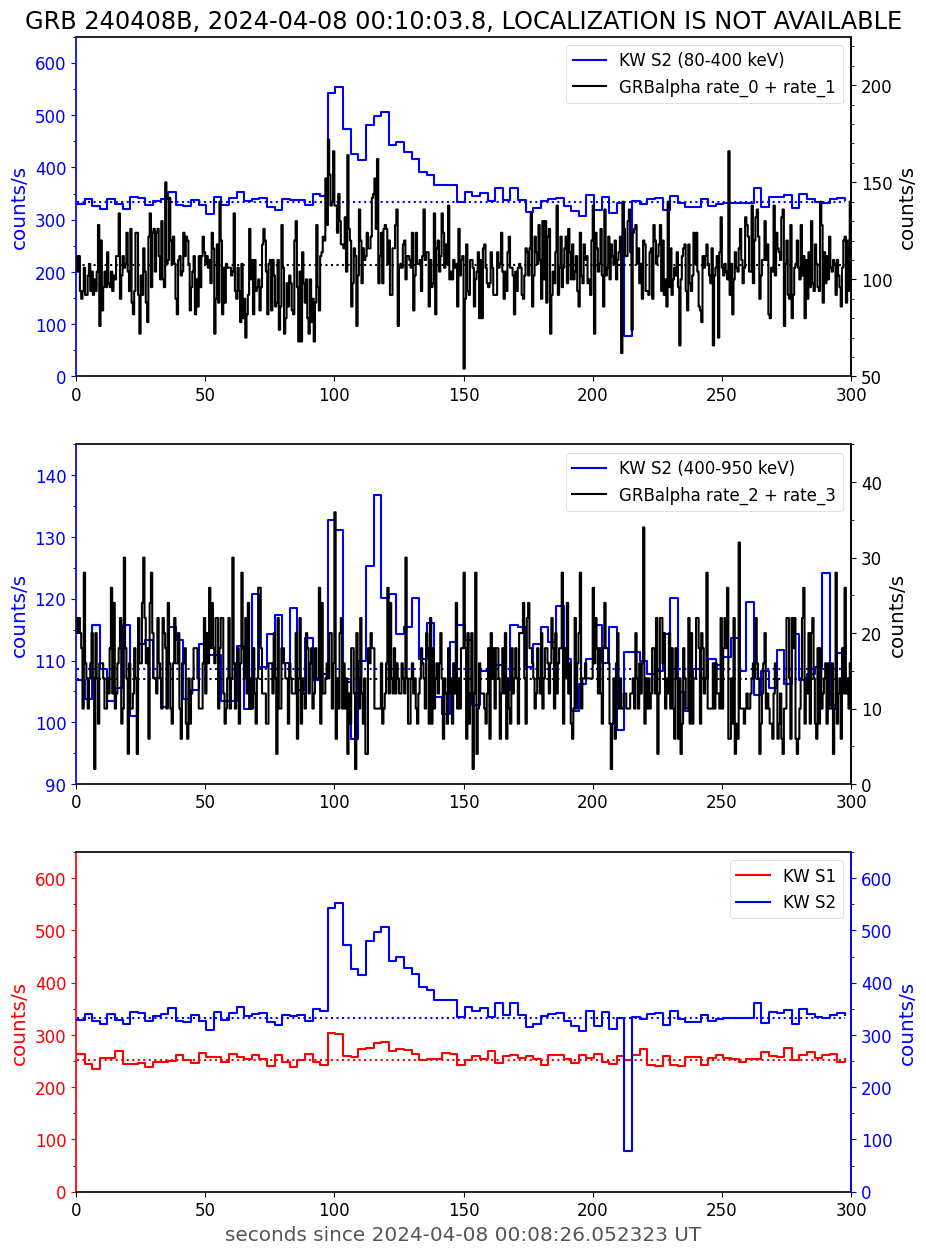 GRB 240408B, 2024-04-08 00:10:03.8, LOCALIZATION IS NOT AVAILABLE
KW S2 (80-400 keV)
GRBalpha rate_0 + rate_1
counts/s
0 100 200 300 400 500 600
counts/s
50 100 150 200
0 50 100 150 200 250 300
KW S2 (400-950 keV)
GRBalpha rate_2 + rate_3
counts/s
90 100 110 120 130 140
counts/s
0 10 20 30 40
0 50 100 150 200 250 300
KW S1
KW S2
counts/s
0 100 200 300 400 500 600
counts/s
0 100 200 300 400 500 600
0 50 100 150 200 250 300
seconds since 2024-04-08 00:08:26.052323 UT